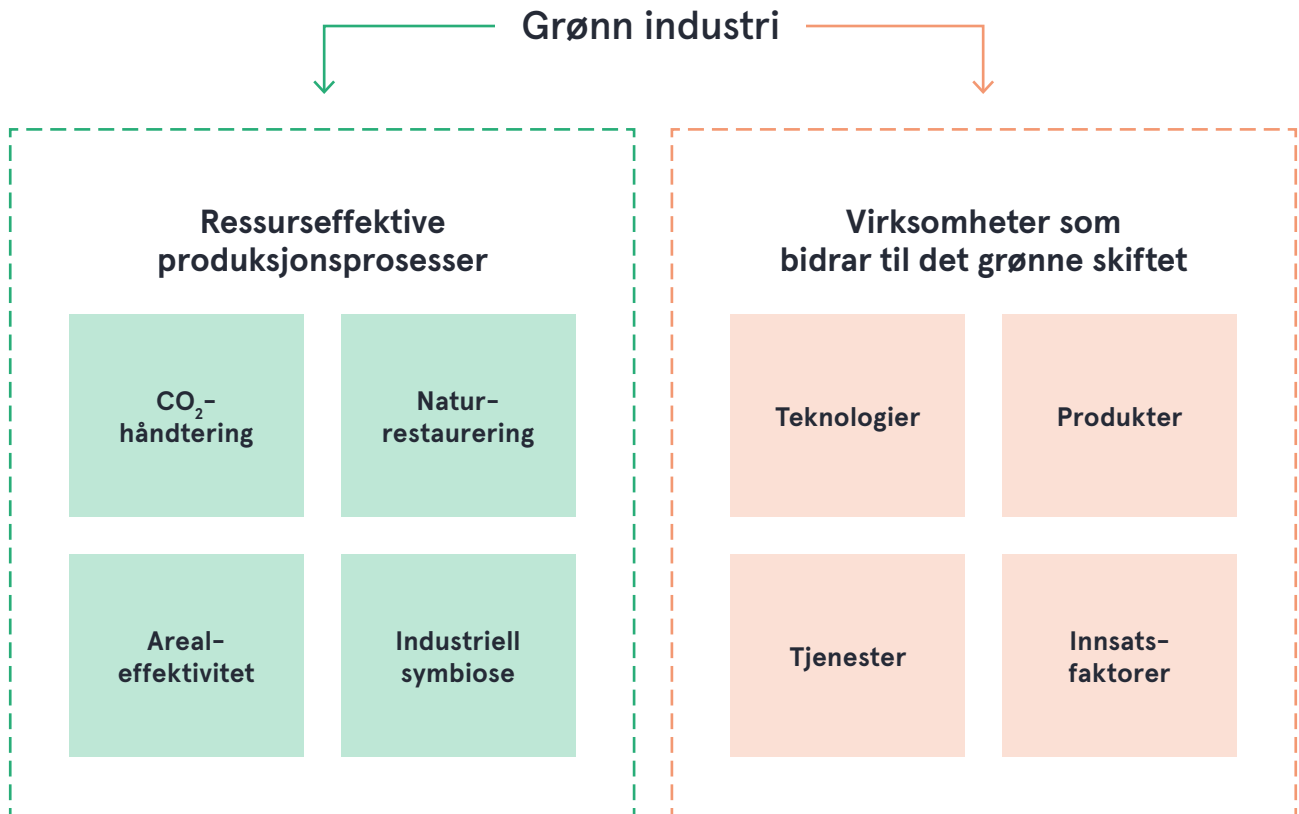 Grønn industri
Ressurseffektive
produksjonsprosesser
CO₂-
håndtering
Natur-
restaurering
Areal-
effektivitet
Industriell
symbiose
Virksomheter som
bidrar til det grønne skiftet
Teknologier
Produkter
Tjenester
Innsats-
faktorer